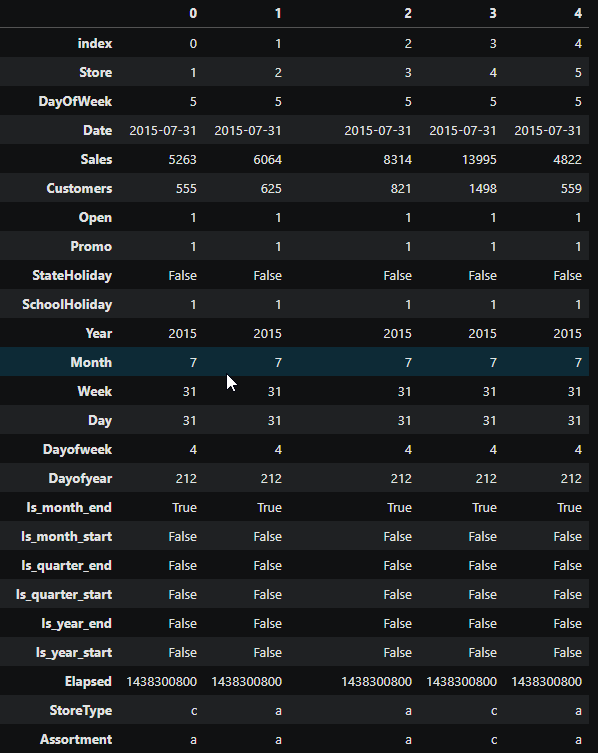 0 1 2 3 4
index 0 1 2 3 4
Store 1 2 3 4 5
DayOfWeek 5 5 5 5 5
Date 2015-07-31 2015-07-31 2015-07-31 2015-07-31 2015-07-31
Sales 5263 6064 8314 13995 4822
Customers 555 625 821 1498 559
Open 1 1 1 1 1
Promo 1 1 1 1 1
StateHoliday False False False False False
SchoolHoliday 1 1 1 1 1
Year 2015 2015 2015 2015 2015
Month 7 7 7 7 7
Week 31 31 31 31 31
Day 31 31 31 31 31
Dayofweek 4 4 4 4 4
Dayofyear 212 212 212 212 212
Is_month_end True True True True True
Is_month_start False False False False False
Is_quarter_end False False False False False
Is_quarter_start False False False False False
Is_year_end False False False False False
Is_year_start False False False False False
Elapsed 1438300800 1438300800 1438300800 1438300800 1438300800
StoreType c a a c a
Assortment a a a c a